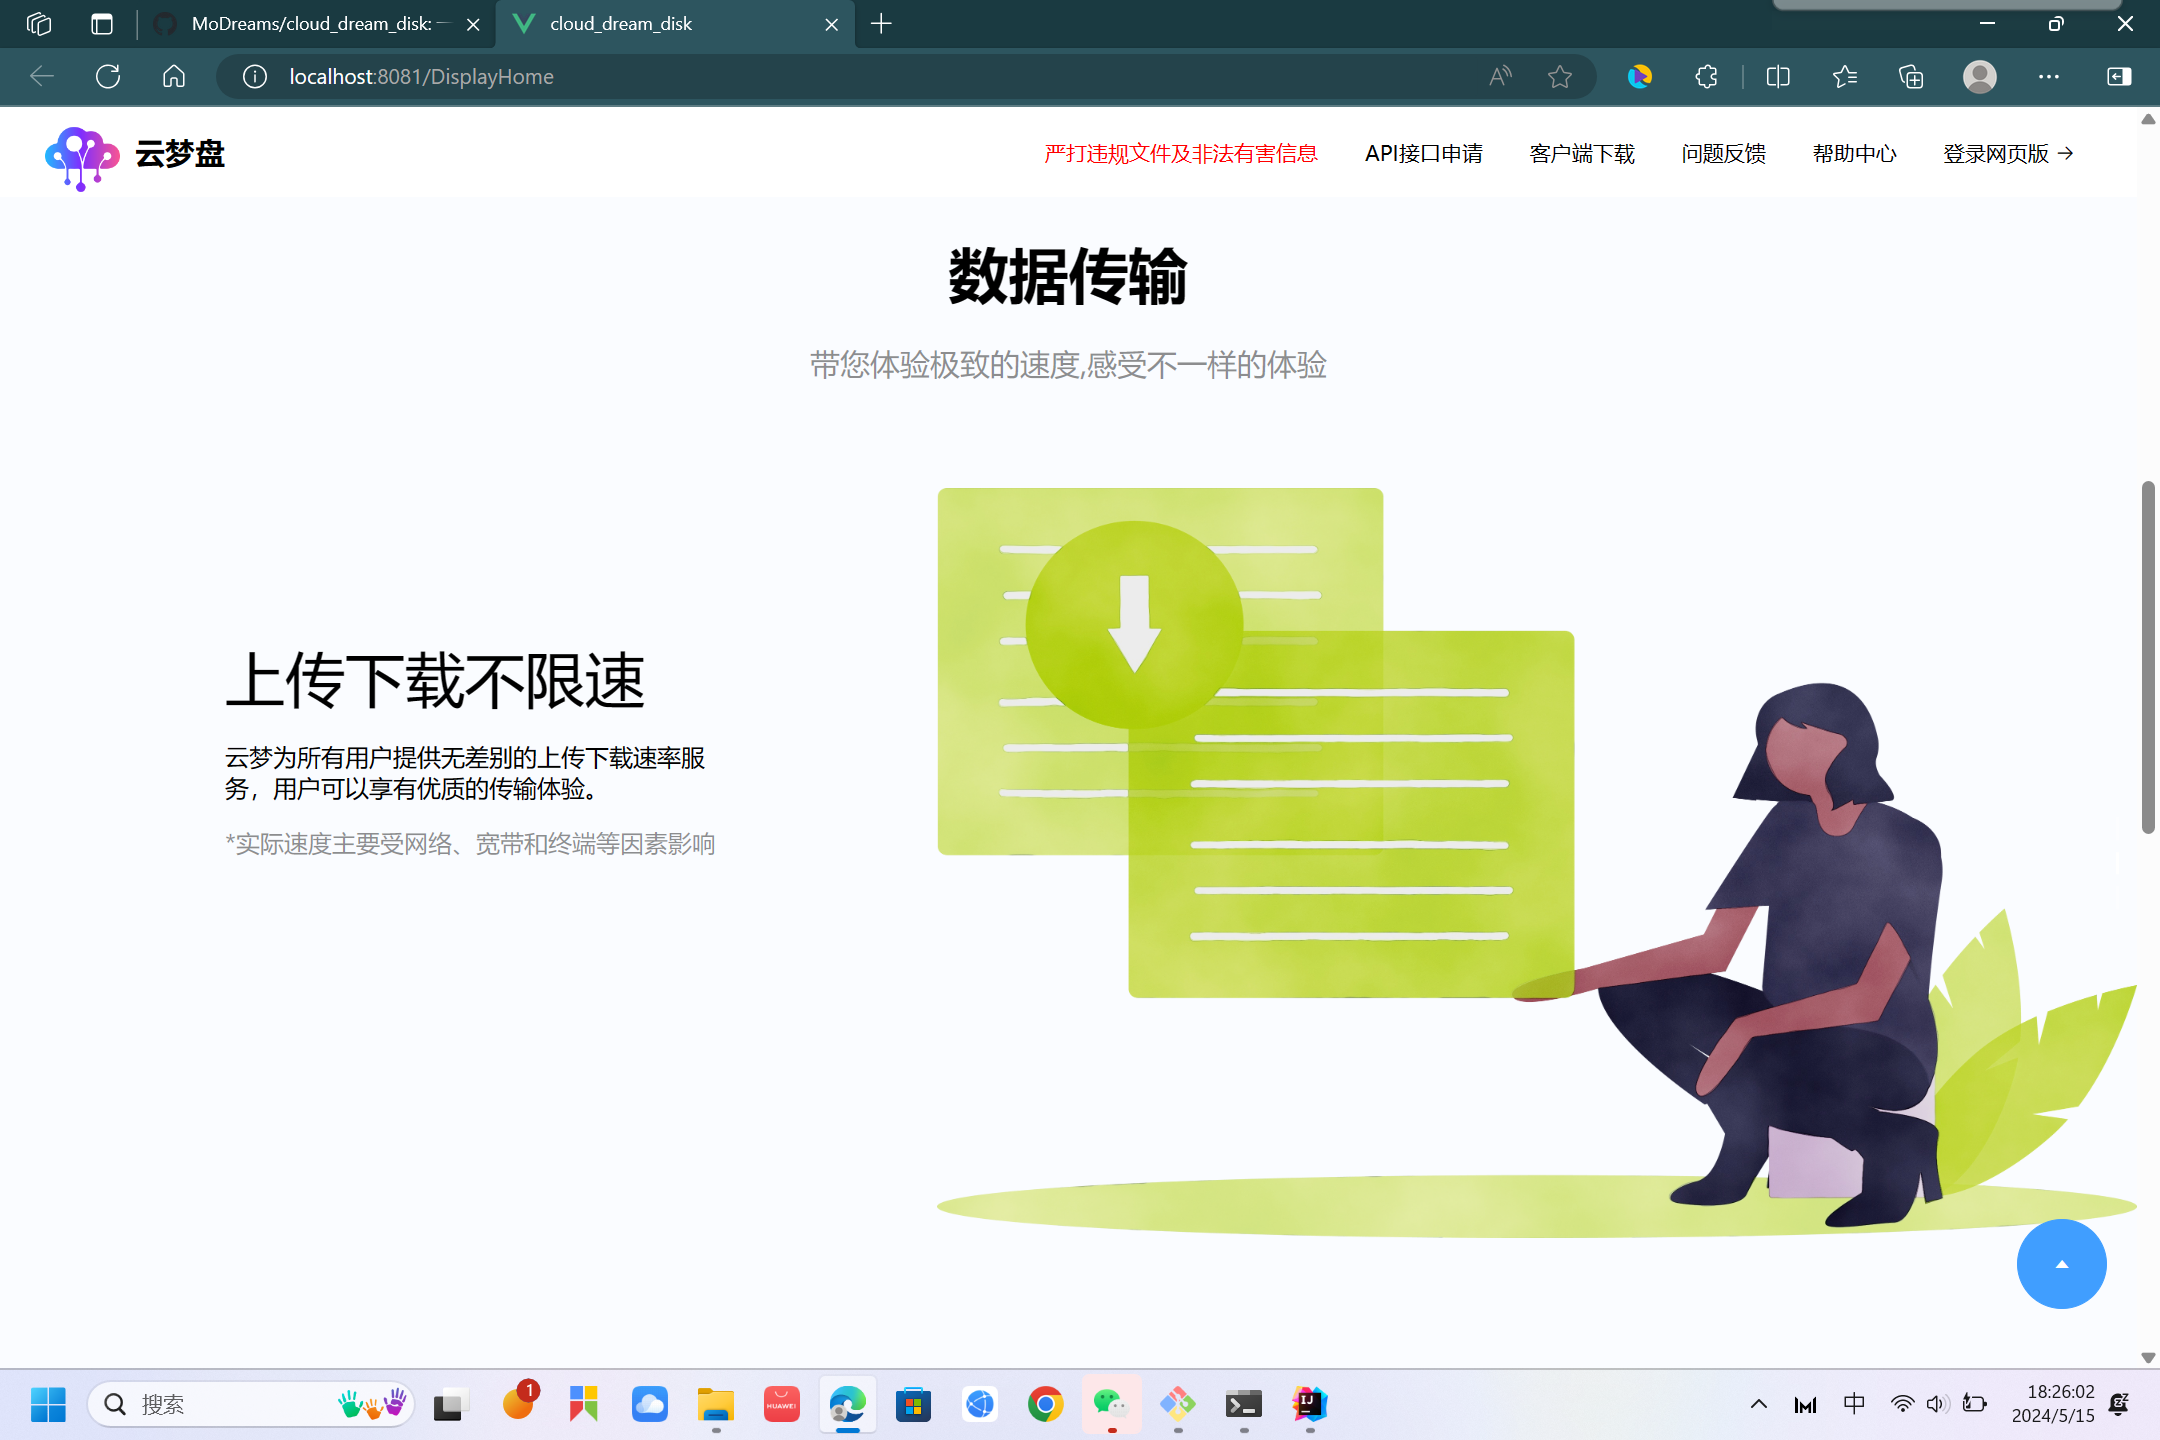 MoDreams/cloud_dream_disk: 一
cloud_dream_disk
localhost:8081/DisplayHome
云梦盘
严打违规文件及非法有害信息
API接口申请
客户端下载
问题反馈
帮助中心
登录网页版 →
数据传输
带您体验极致的速度,感受不一样的体验
上传下载不限速
云梦为所有用户提供无差别的上传下载速率服
务，用户可以享有优质的传输体验。
*实际速度主要受网络、宽带和终端等因素影响
搜索
1
HUAWEI
IJ
中
18:26:02
2024/5/15